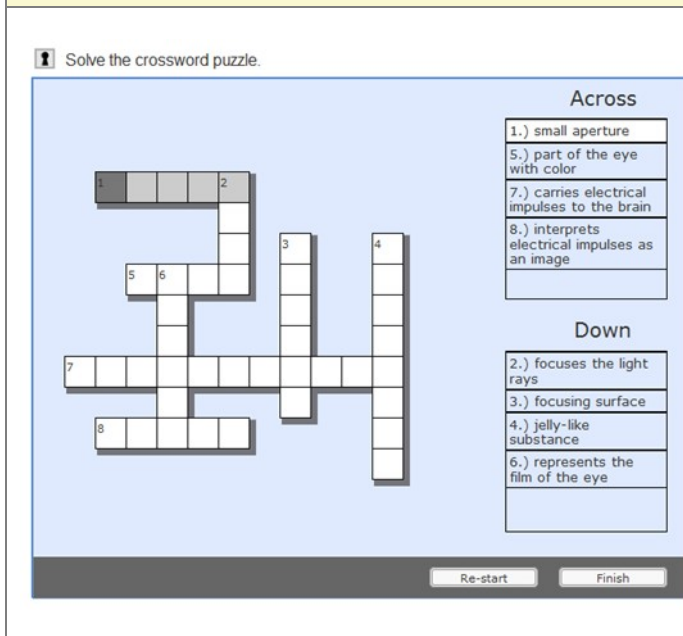 Solve the crossword puzzle.
Across
1.) small aperture
5.) part of the eye
with color
7.) carries electrical
impulses to the brain
8.) interprets
electrical impulses as
an image
Down
2.) focuses the light
rays
3.) focusing surface
4.) jelly-like
substance
6.) represents the
film of the eye
1
2
3
4
5
6
7
8
Re-start
Finish